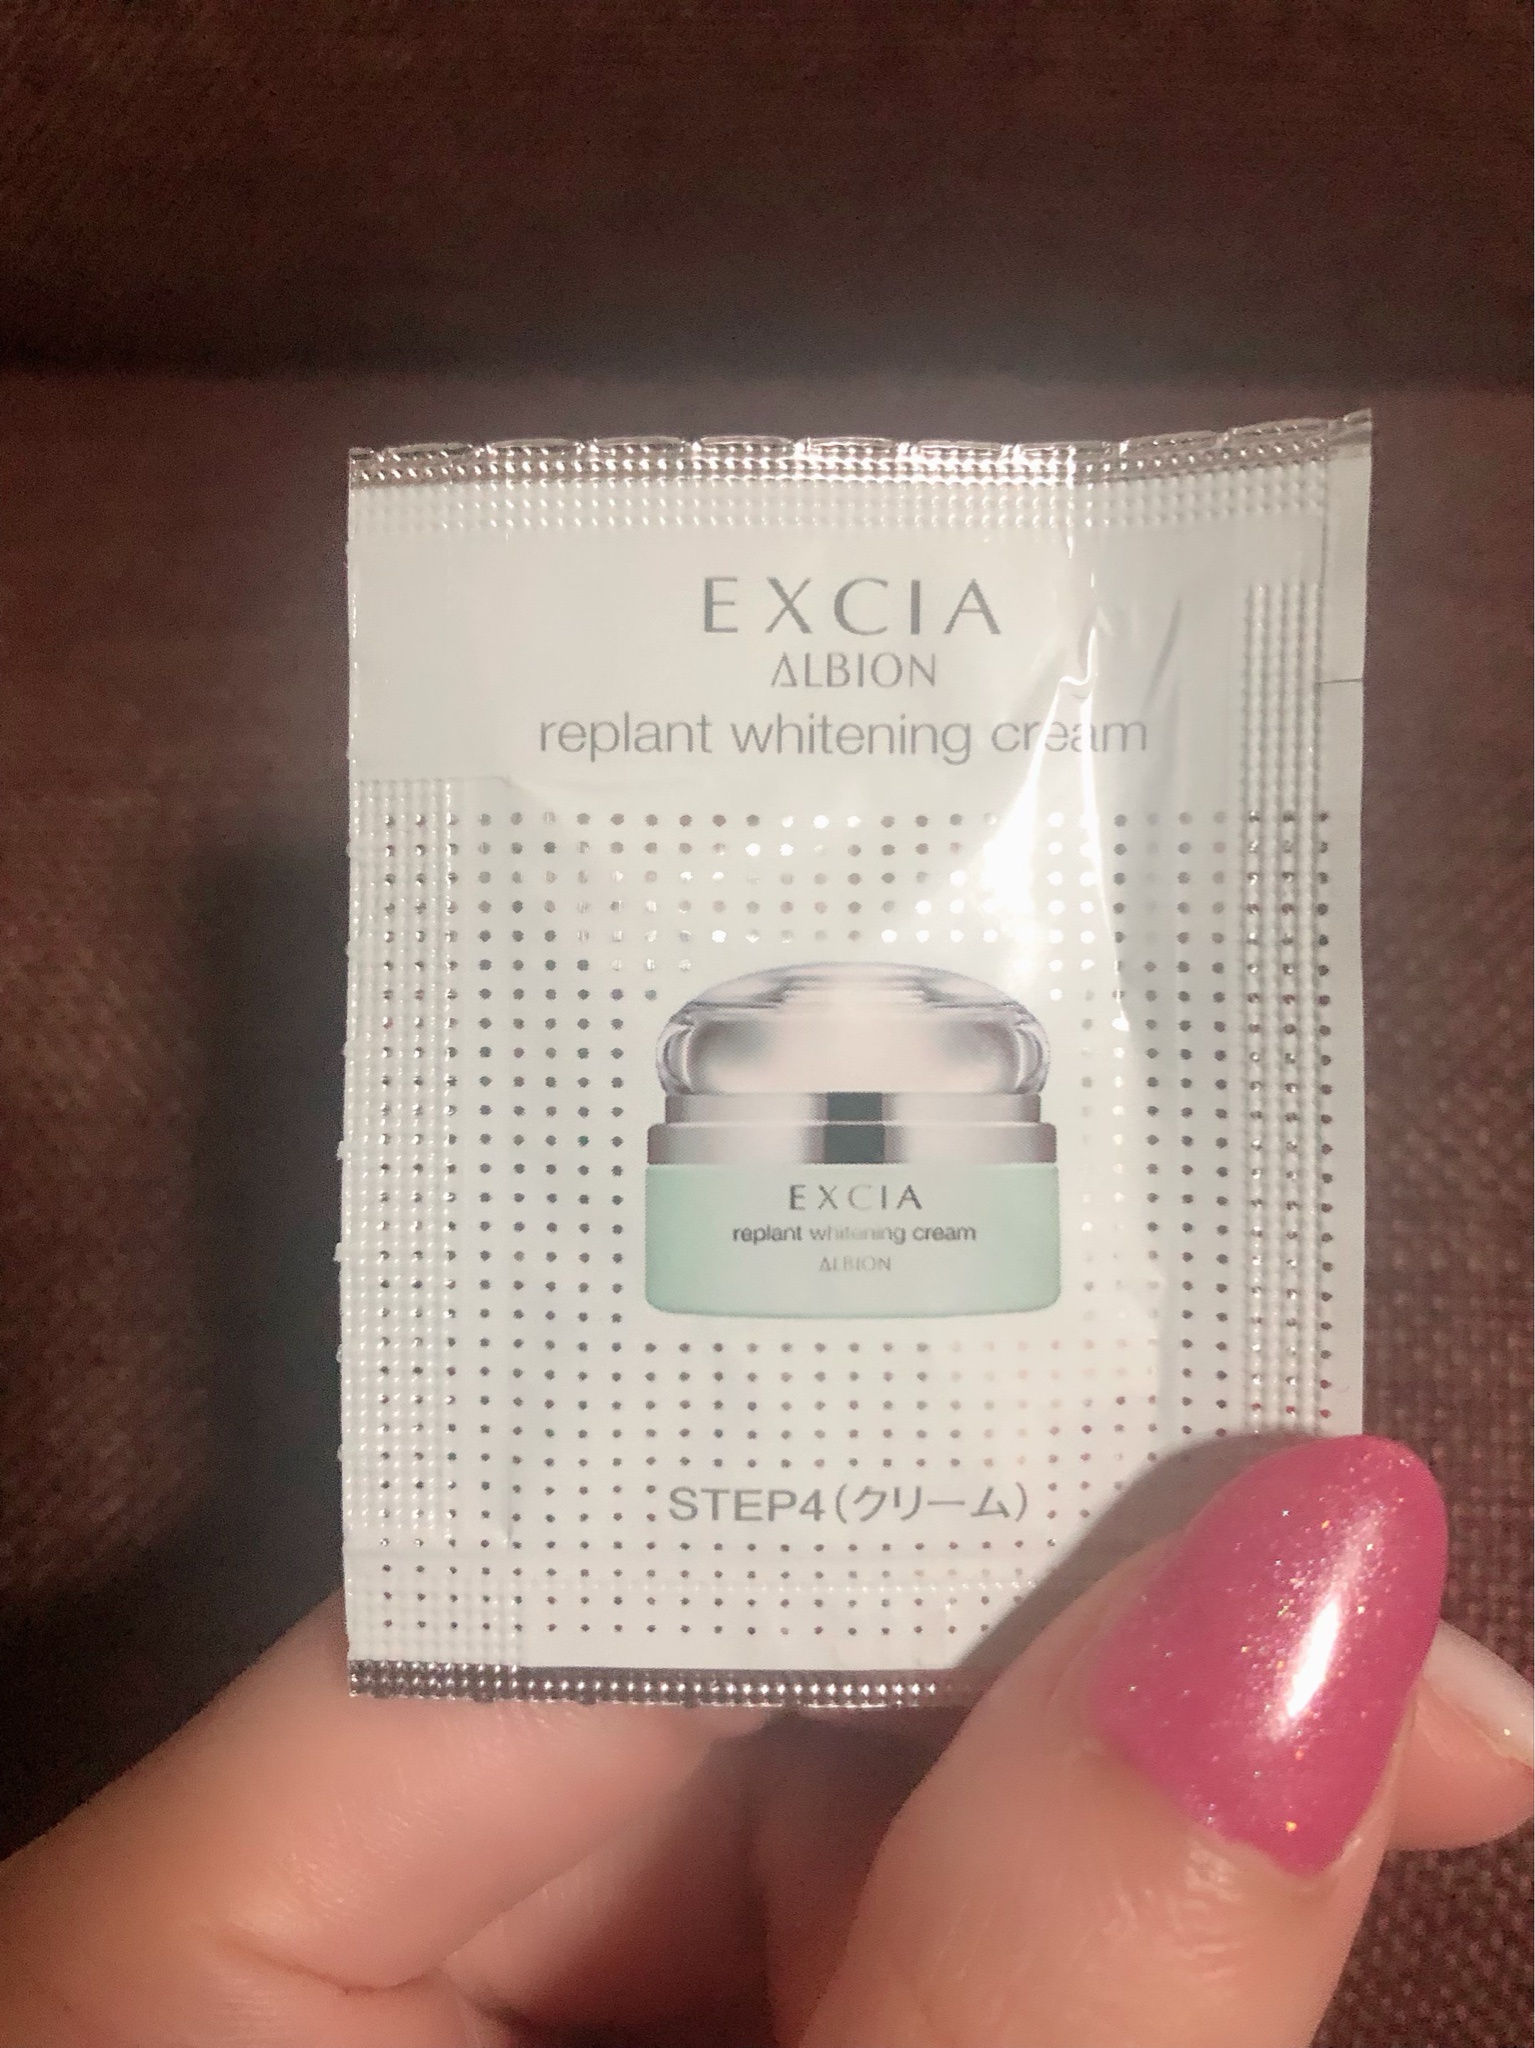 EXCIA
ALBION
replant whitening cream
EXCIA
replant whitening cream
ALBION
STEP4(クリーム)